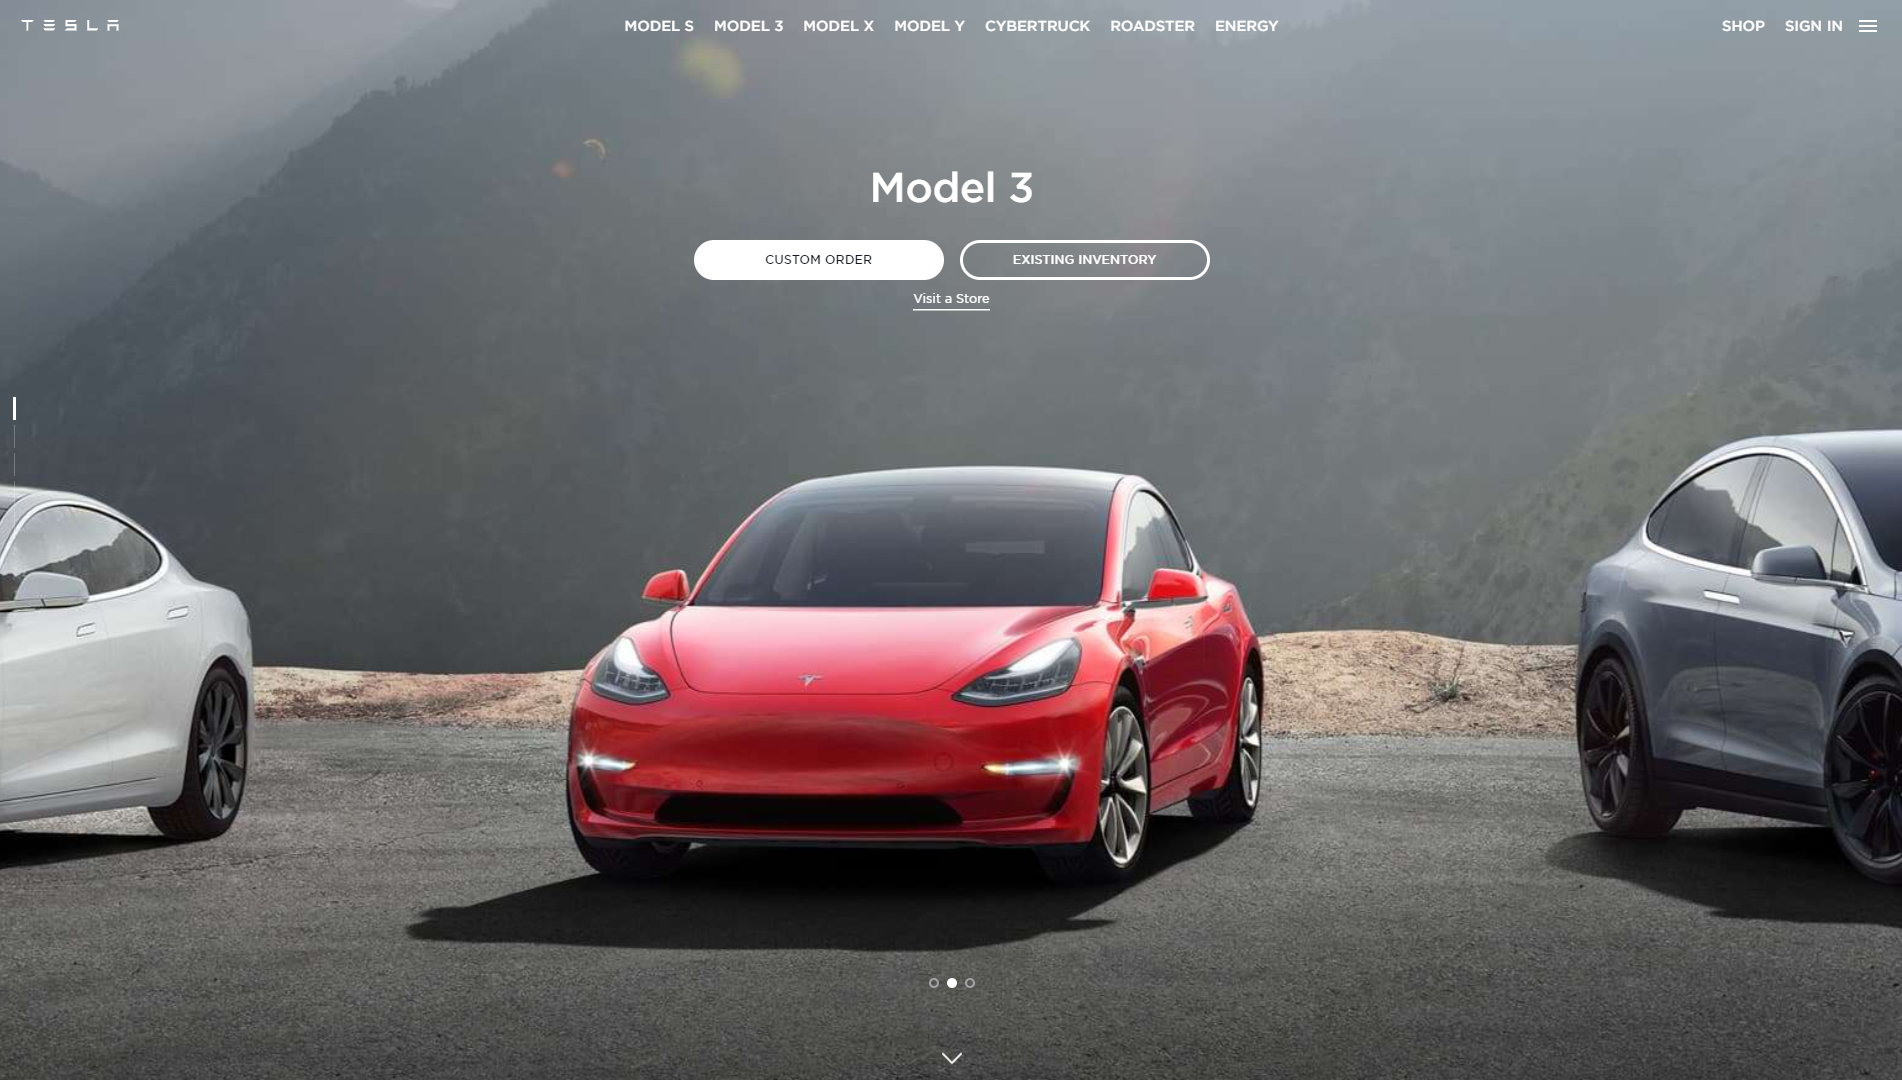 TESLA
MODEL S MODEL 3 MODEL X MODEL Y CYBERTRUCK ROADSTER ENERGY
SHOP SIGN IN
Model 3
CUSTOM ORDER
EXISTING INVENTORY
Visit a Store